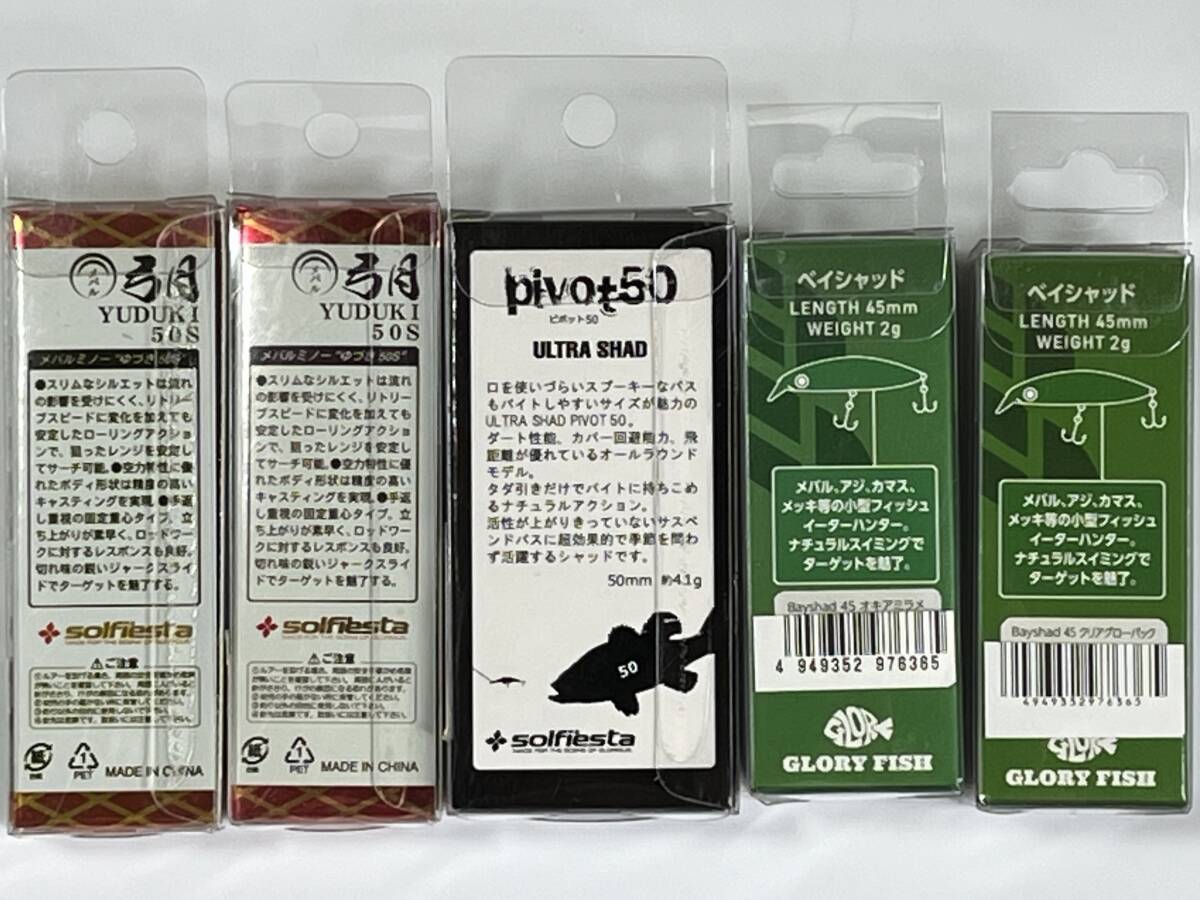 メバル
弓月
YUDUKI
50S
メバルミノー "ゆづき 50S"
●スリムなシルエットは流れ
の影響を受けにくく、リトリー
ブスピードに変化を加えても
安定したローリングアクショ
ンで、狙ったレンジを安定し
てサーチ可能。●空力特性に優
れたボディ形状は精度の高い
キャスティングを実現。●手返
し重視の固定重心タイプ。立
ち上がりが素早く、ロッドワー
クに対するレスポンスも良好。
切れ味の鋭いジャークスライ
ドでターゲットを魅了する。
solfiesta
⚠ご注意
紙
PET
MADE IN CHINA
メバル
弓月
YUDUKI
50S
メバルミノー "ゆづき 50S"
●スリムなシルエットは流れ
の影響を受けにくく、リトリー
ブスピードに変化を加えても
安定したローリングアクショ
ンで、狙ったレンジを安定し
てサーチ可能。●空力特性に優
れたボディ形状は精度の高い
キャスティングを実現。●手返
し重視の固定重心タイプ。立
ち上がりが素早く、ロッドワー
クに対するレスポンスも良好。
切れ味の鋭いジャークスライ
ドでターゲットを魅了する。
solfiesta
⚠ご注意
紙
1
PET
MADE IN CHINA
pivot50
ピボット50
ULTRA SHAD
口を使いづらいスプーキーなバス
もバイトしやすいサイズが魅力の
ULTRA SHAD PIVOT 50。
ダート性能、カバー回避能力、飛
距離が優れているオールラウンド
モデル。
タダ引きだけでバイトに持ちこめ
るナチュラルアクション。
活性が上がりきっていないサスペ
ンドバスに超効果的で季節を問わ
ず活躍するシャッドです。
50mm 約4.1g
50
solfiesta
MADE FOR THE SCENE OF GLORIOUS
ベイシャッド
LENGTH 45mm
WEIGHT 2g
メバル、アジ、カマス、
メッキ等の小型フィッシュ
イーターハンター。
ナチュラルスイミングで
ターゲットを魅了。
Bayshad 45 オキアミラメ
4 949352 976365
GLORY
GLORY FISH
ベイシャッド
LENGTH 45mm
WEIGHT 2g
メバル、アジ、カマス、
メッキ等の小型フィッシュ
イーターハンター。
ナチュラルスイミングで
ターゲットを魅了。
Bayshad 45 クリアグローバック
4949352976365
GLORY FISH